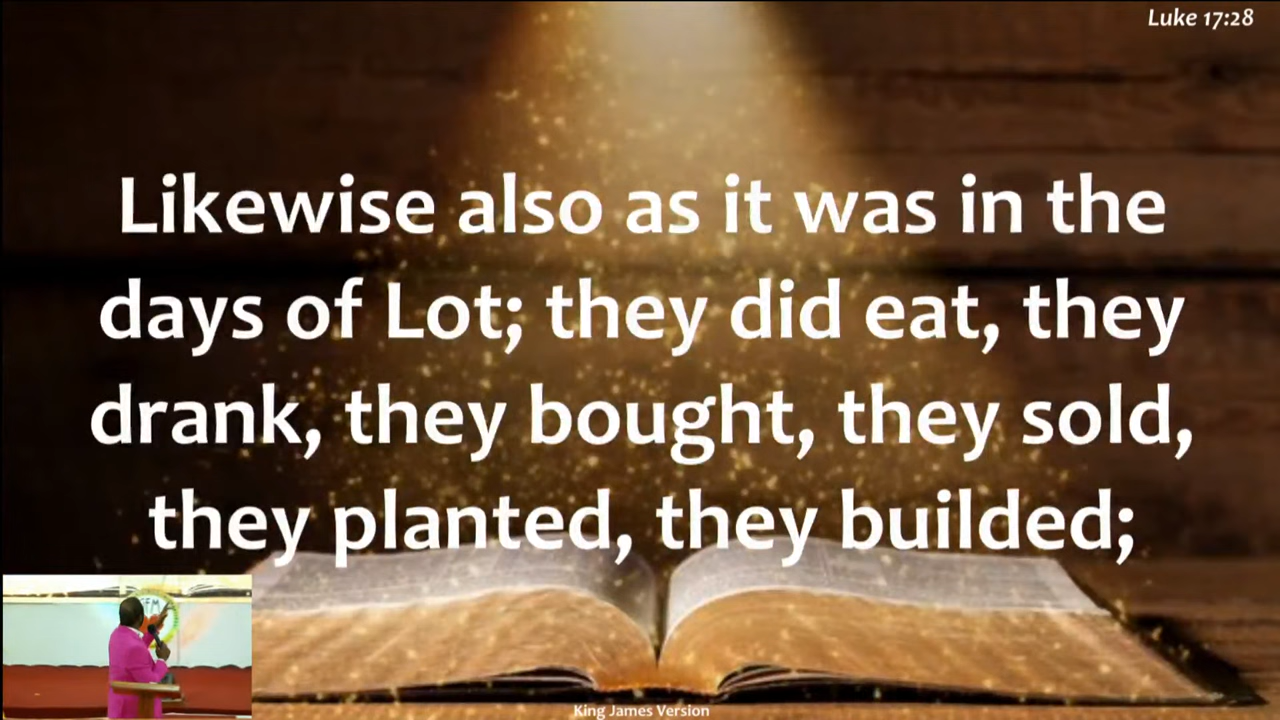 Luke 17:28
Likewise also as it was in the
days of Lot; they did eat, they
drank, they bought, they sold,
they planted, they builded;
King James Version